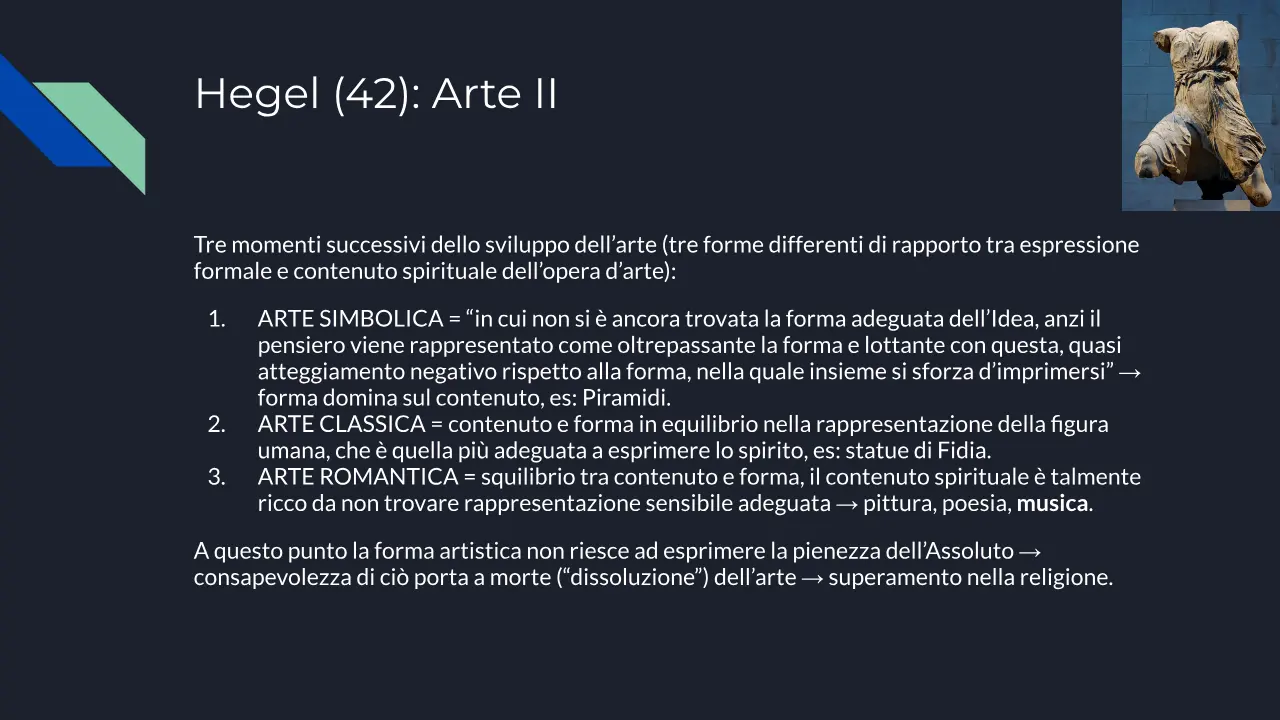 Hegel (42): Arte II
Tre momenti successivi dello sviluppo dell’arte (tre forme differenti di rapporto tra espressione
formale e contenuto spirituale dell’opera d’arte):
1. ARTE SIMBOLICA = “in cui non si è ancora trovata la forma adeguata dell’Idea, anzi il
pensiero viene rappresentato come oltrepassante la forma e lottante con questa, quasi
atteggiamento negativo rispetto alla forma, nella quale insieme si sforza d’imprimersi” →
forma domina sul contenuto, es: Piramidi.
2. ARTE CLASSICA = contenuto e forma in equilibrio nella rappresentazione della figura
umana, che è quella più adeguata a esprimere lo spirito, es: statue di Fidia.
3. ARTE ROMANTICA = squilibrio tra contenuto e forma, il contenuto spirituale è talmente
ricco da non trovare rappresentazione sensibile adeguata → pittura, poesia, musica.
A questo punto la forma artistica non riesce ad esprimere la pienezza dell’Assoluto →
consapevolezza di ciò porta a morte (“dissoluzione”) dell’arte → superamento nella religione.